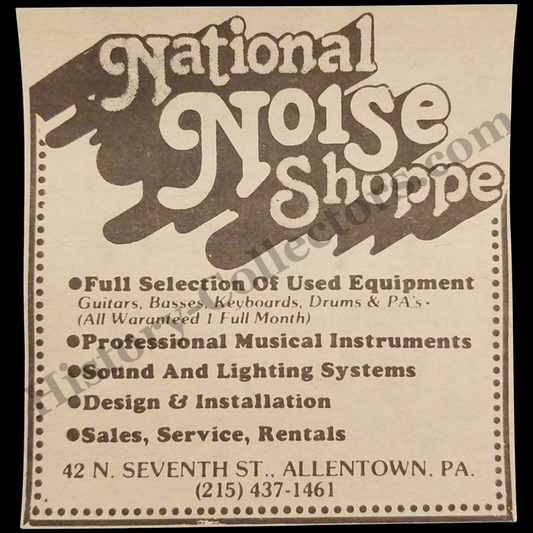 National
Noise
Shoppe
●Full Selection Of Used Equipment
Guitars, Basses, Keyboards, Drums & PA's
(All Waranteed 1 Full Month)
●Professional Musical Instruments
●Sound And Lighting Systems
●Design & Installation
●Sales, Service, Rentals
42 N. SEVENTH ST., ALLENTOWN, PA.
(215) 437-1461
History-Collectors.com